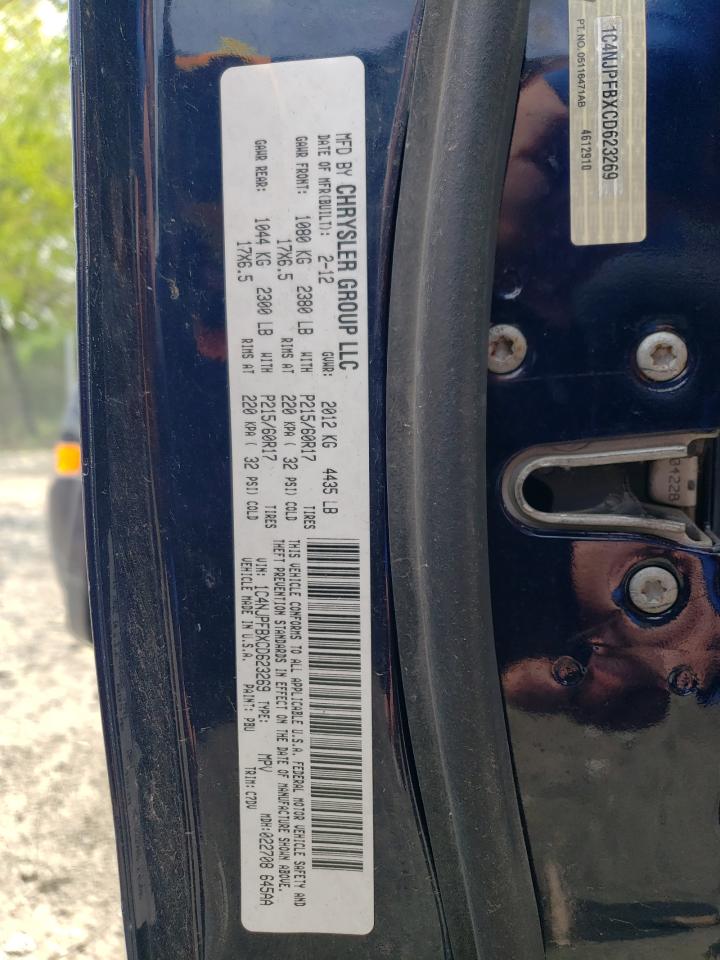 MFD BY CHRYSLER GROUP LLC
DATE OF MFR(BUILT): 2-12 GVWR: 2012 KG 4435 LB
GAWR FRONT: 1080 KG 2380 LB WITH P215/60R17 TIRES
17X6.5 RIMS AT 220 KPA ( 32 PSI) COLD
GAWR REAR: 1044 KG 2300 LB WITH P215/60R17 TIRES
17X6.5 RIMS AT 220 KPA ( 32 PSI) COLD
THIS VEHICLE CONFORMS TO ALL APPLICABLE U.S.A. FEDERAL MOTOR VEHICLE SAFETY AND
THEFT PREVENTION STANDARDS IN EFFECT ON THE DATE OF MANUFACTURE SHOWN ABOVE.
VIN: 1C4NJPFBXCD623269 TYPE: MPV MDH:022708 645AA
VEHICLE MADE IN U.S.A. PAINT: PBU TRIM: C7DV
1C4NJPFBXCD623269
PT. NO. 05116471AB 4612910